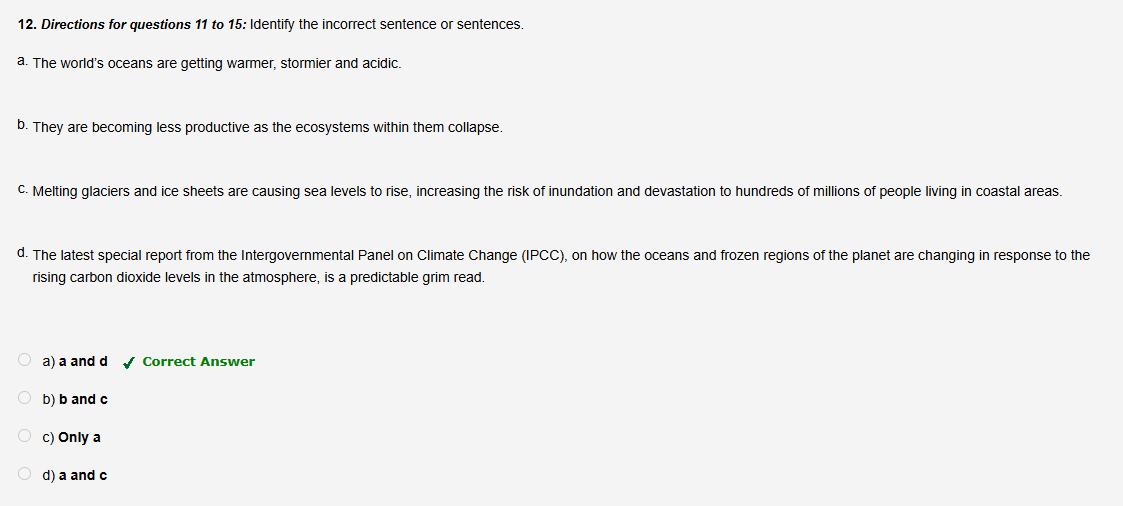 12. Directions for questions 11 to 15: Identify the incorrect sentence or sentences.
a. The world's oceans are getting warmer, stormier and acidic.
b. They are becoming less productive as the ecosystems within them collapse.
c. Melting glaciers and ice sheets are causing sea levels to rise, increasing the risk of inundation and devastation to hundreds of millions of people living in coastal areas.
d. The latest special report from the Intergovernmental Panel on Climate Change (IPCC), on how the oceans and frozen regions of the planet are changing in response to the
rising carbon dioxide levels in the atmosphere, is a predictable grim read.
a) a and d ✓ Correct Answer
b) b and c
c) Only a
d) a and c